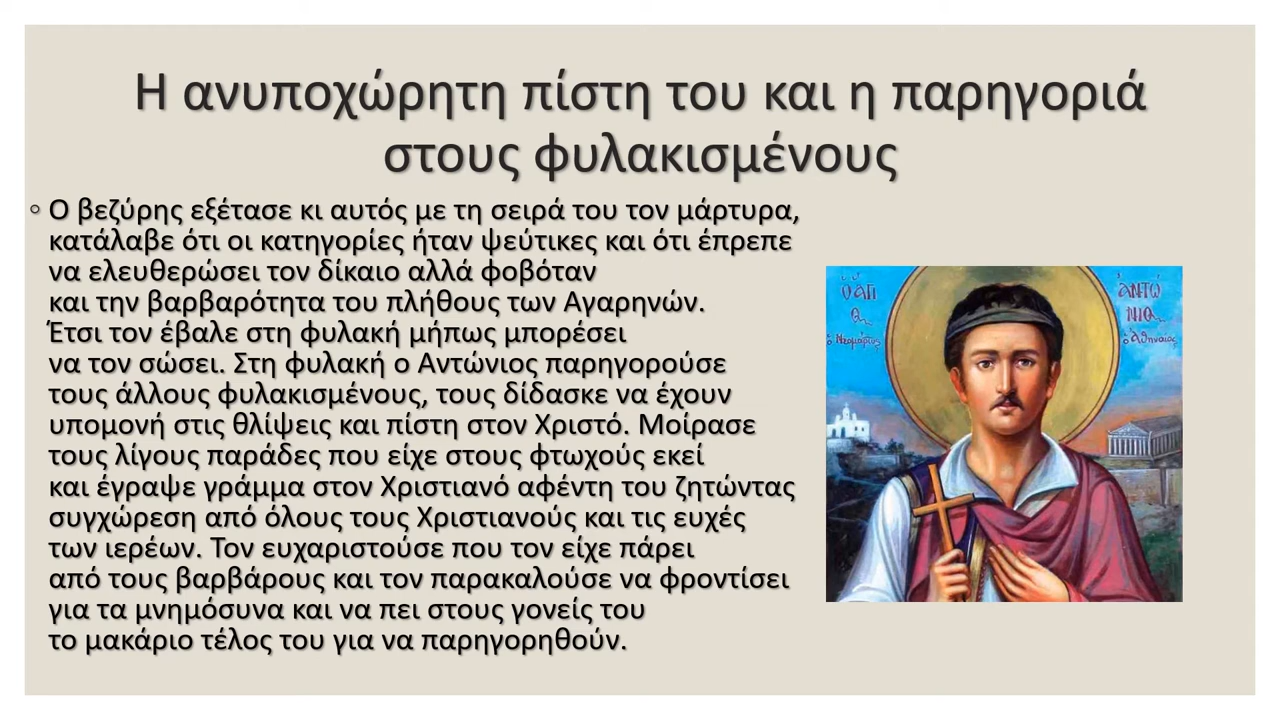 Η ανυποχώρητη πίστη του και η παρηγοριά
στους φυλακισμένους
◦ Ο βεζύρης εξέτασε κι αυτός με τη σειρά του τον μάρτυρα,
κατάλαβε ότι οι κατηγορίες ήταν ψεύτικες και ότι έπρεπε
να ελευθερώσει τον δίκαιο αλλά φοβόταν
και την βαρβαρότητα του πλήθους των Αγαρηνών.
Έτσι τον έβαλε στη φυλακή μήπως μπορέσει
να τον σώσει. Στη φυλακή ο Αντώνιος παρηγορούσε
τους άλλους φυλακισμένους, τους δίδασκε να έχουν
υπομονή στις θλίψεις και πίστη στον Χριστό. Μοίρασε
τους λίγους παράδες που είχε στους φτωχούς εκεί
και έγραψε γράμμα στον Χριστιανό αφέντη του ζητώντας
συγχώρεση από όλους τους Χριστιανούς και τις ευχές
των ιερέων. Τον ευχαριστούσε που τον είχε πάρει
από τους βαρβάρους και τον παρακαλούσε να φροντίσει
για τα μνημόσυνα και να πει στους γονείς του
το μακάριο τέλος του για να παρηγορηθούν.
ὁ Νεομάρτυς
ὁ Ἀθηναῖος